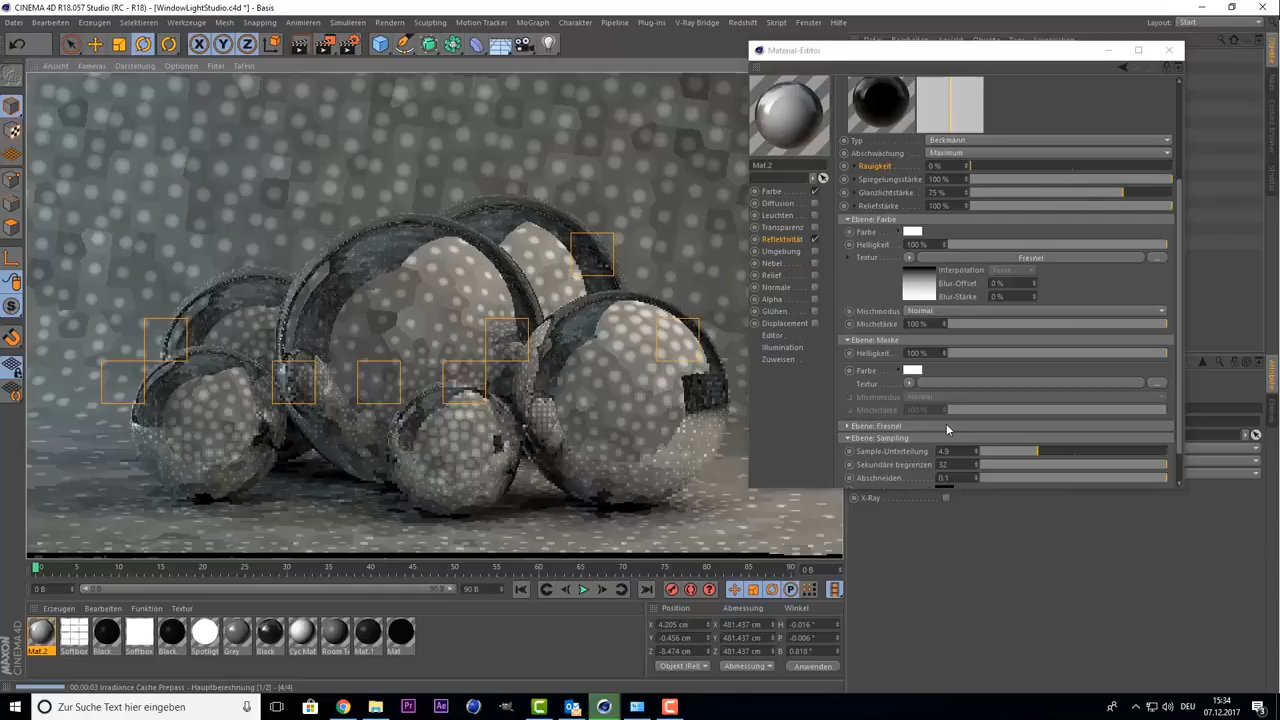 CINEMA 4D R18.057 Studio (RC - R18) - [WindowLightStudio.c4d *] - Basis
Datei Bearbeiten Erzeugen Selektieren Werkzeuge Mesh Snapping Animieren Simulieren Rendern Sculpting Motion Tracker MoGraph Charakter Pipeline Plug-ins V-Ray Bridge Redshift Skript Fenster Hilfe
Layout: Start
Ansicht Kameras Darstellung Optionen Filter Tafeln
Material-Editor
Mat.2
Farbe
Diffusion
Leuchten
Transparenz
Reflektivität
Umgebung
Nebel
Relief
Normale
Alpha
Glühen
Displacement
Editor
Illumination
Zuweisen
Typ Beckmann
Abschwächung Maximum
Rauigkeit 0 %
Spiegelungsstärke 100 %
Glanzlichtstärke 75 %
Reliefstärke 100 %
Ebene: Farbe
Farbe
Helligkeit 100 %
Textur Fresnel ...
Interpolation
Blur-Offset 0 %
Blur-Stärke 0 %
Mischmodus Normal
Mischstärke 100 %
Ebene: Maske
Helligkeit 100 %
Farbe
Textur ...
Mischmodus Normal
Mischstärke 100 %
Ebene: Fresnel
Ebene: Sampling
Sample-Unterteilung 4.9
Sekundäre begrenzen 32
Abschneiden 0.1
X-Ray
0 5 10 15 20 25 30 35 40 45 50 55 60 65 70 75 80 85 90
0 B
0 B 90 B
Erzeugen Bearbeiten Funktion Textur
Mat.2 Softbox Black Softbox Black Spotligt Grey Black Cyc Mat Room T Mat.1 Mat
Position Abmessung Winkel
X 4.205 cm X 481.437 cm H -0.016 °
Y -0.456 cm Y 481.437 cm P -0.006 °
Z -8.474 cm Z 481.437 cm B 0.818 °
Objekt (Rel) Abmessung Anwenden
MAXON
CINEMA 4D
00:00:03 Irradiance Cache Prepass - Hauptberechnung [1/2] - (4/4)
Zur Suche Text hier eingeben
DEU
15:34
07.12.2017